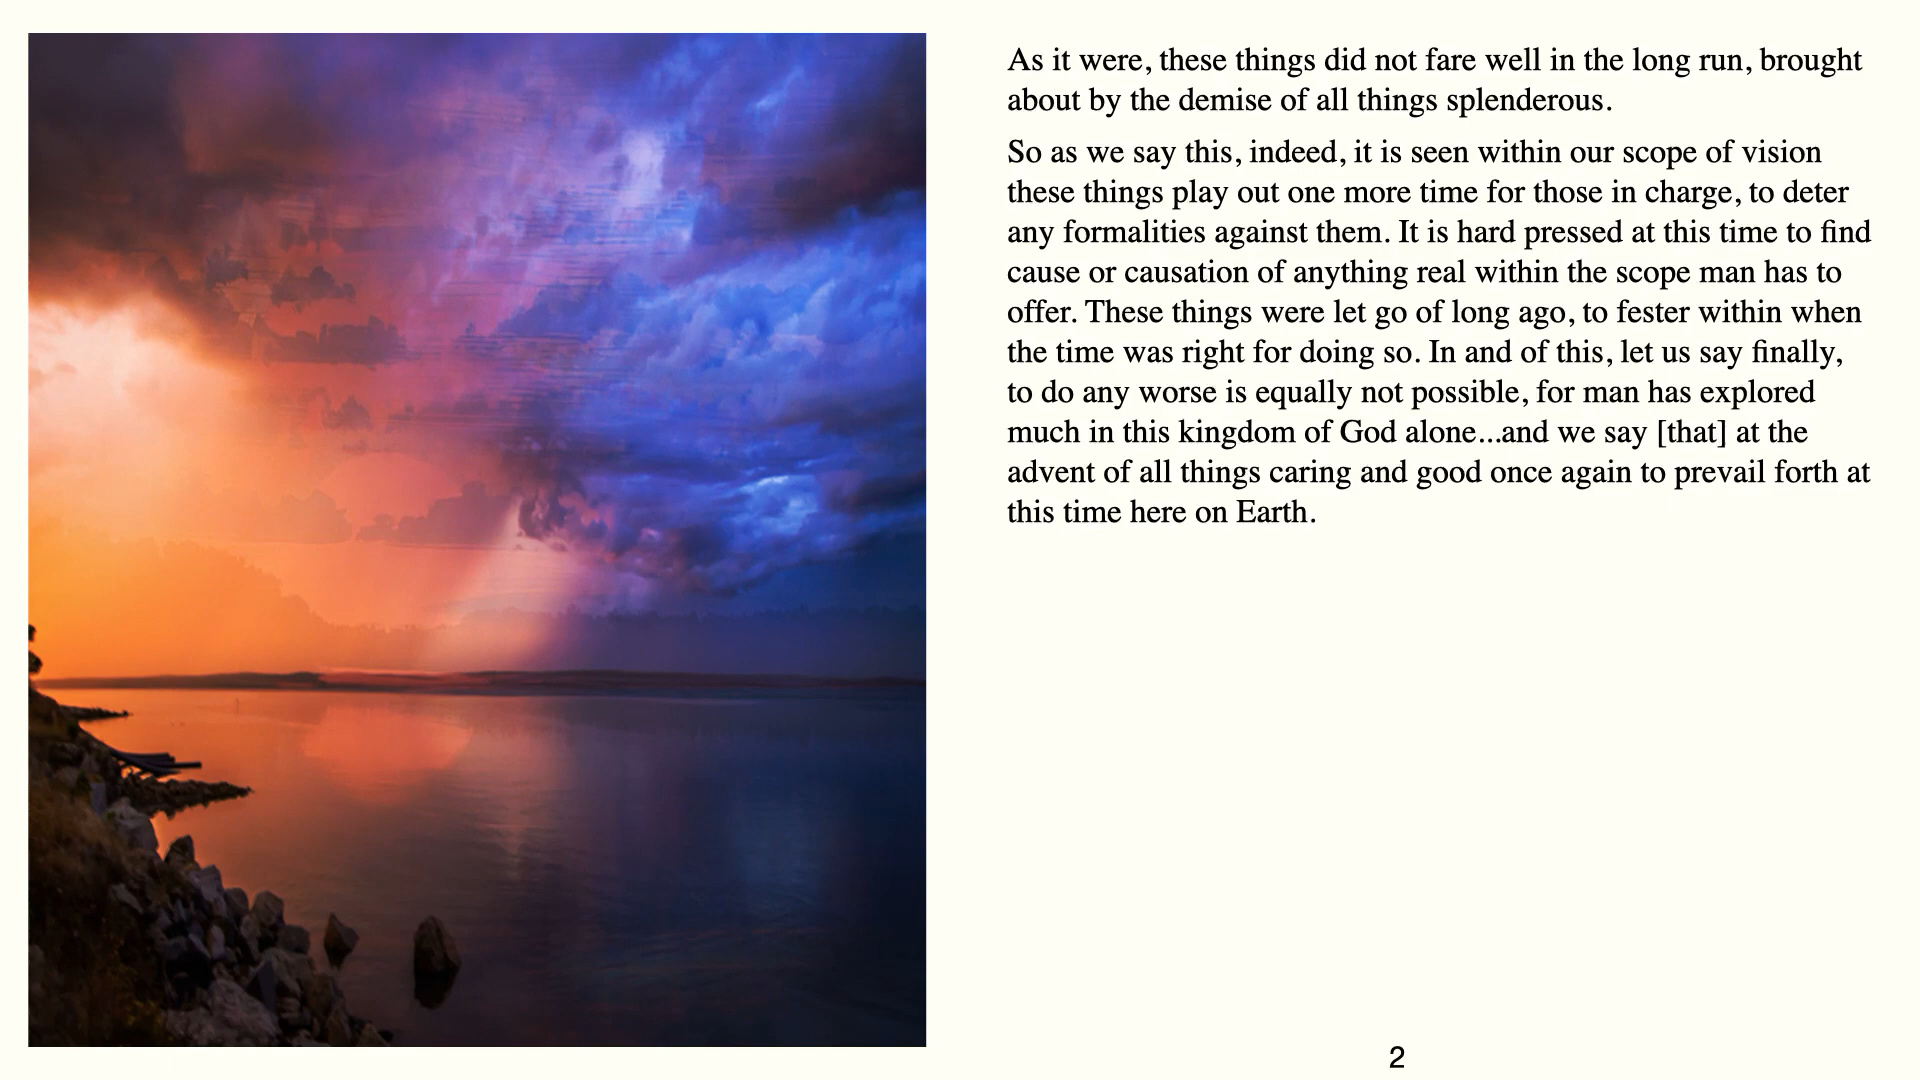 As it were, these things did not fare well in the long run, brought
about by the demise of all things splenderous.
So as we say this, indeed, it is seen within our scope of vision
these things play out one more time for those in charge, to deter
any formalities against them. It is hard pressed at this time to find
cause or causation of anything real within the scope man has to
offer. These things were let go of long ago, to fester within when
the time was right for doing so. In and of this, let us say finally,
to do any worse is equally not possible, for man has explored
much in this kingdom of God alone...and we say [that] at the
advent of all things caring and good once again to prevail forth at
this time here on Earth.
2